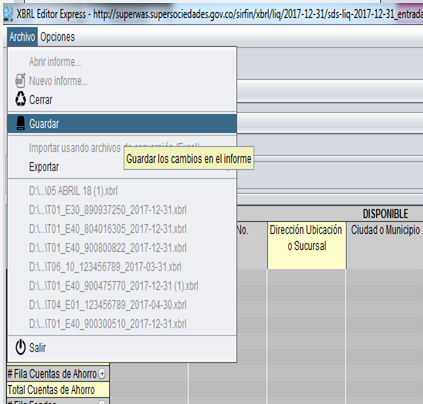 XBRL Editor Express - http://superwas.supersociedades.gov.co/sirfin/xbrl/liq/2017-12-31/sds-liq-2017-12-31_entrada
Archivo Opciones
Abrir informe...
Nuevo informe...
Cerrar
Guardar
Importar usando archivos de conversión (Excel)
Guardar los cambios en el informe
Exportar
D:\...\05 ABRIL 18 (1).xbrl
D:\...\T01_E30_890937250_2017-12-31.xbrl
D:\...\T01_E40_804016305_2017-12-31.xbrl
D:\...\T01_E40_900800822_2017-12-31.xbrl
D:\...\T06_10_123456789_2017-03-31.xbrl
D:\...\T01_E40_900475770_2017-12-31 (1).xbrl
D:\...\T04_E01_123456789_2017-04-30.xbrl
D:\...\T01_E40_900300510_2017-12-31.xbrl
Salir
DISPONIBLE
No.
Dirección Ubicación o Sucursal
Ciudad o Municipio
# Fila Cuentas de Ahorro
Total Cuentas de Ahorro
# Fila Fondos